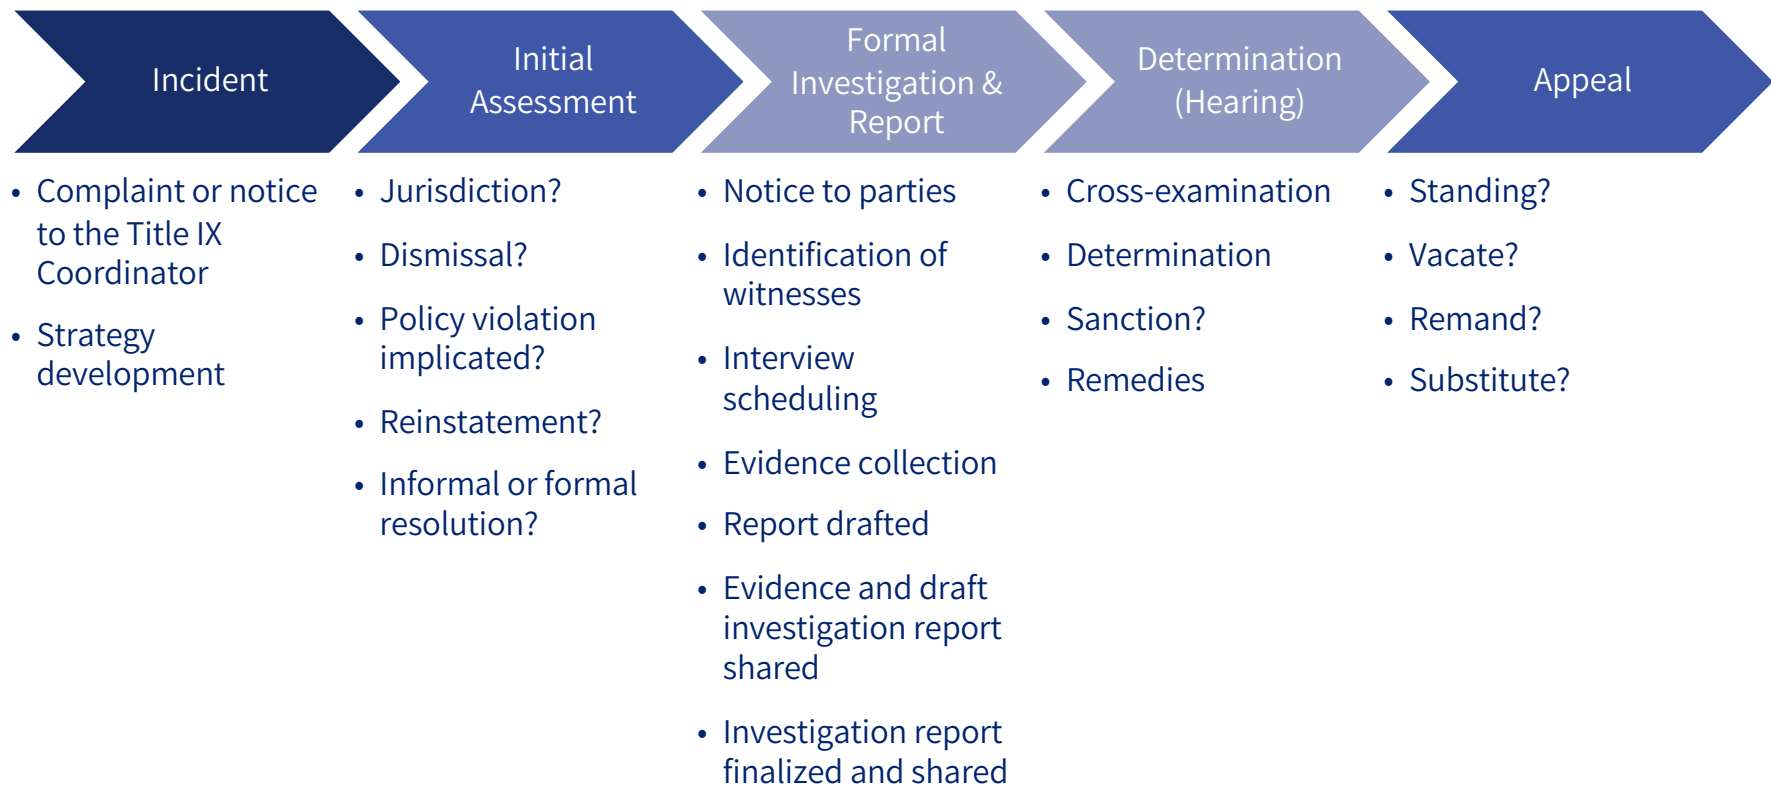 Incident
Initial
Assessment
Formal
Investigation &
Report
Determination
(Hearing)
Appeal
• Complaint or notice
to the Title IX
Coordinator
• Strategy
development
• Jurisdiction?
• Dismissal?
• Policy violation
implicated?
• Reinstatement?
• Informal or formal
resolution?
• Notice to parties
• Identification of
witnesses
• Interview
scheduling
• Evidence collection
• Report drafted
• Evidence and draft
investigation report
shared
• Investigation report
finalized and shared
• Cross-examination
• Determination
• Sanction?
• Remedies
• Standing?
• Vacate?
• Remand?
• Substitute?